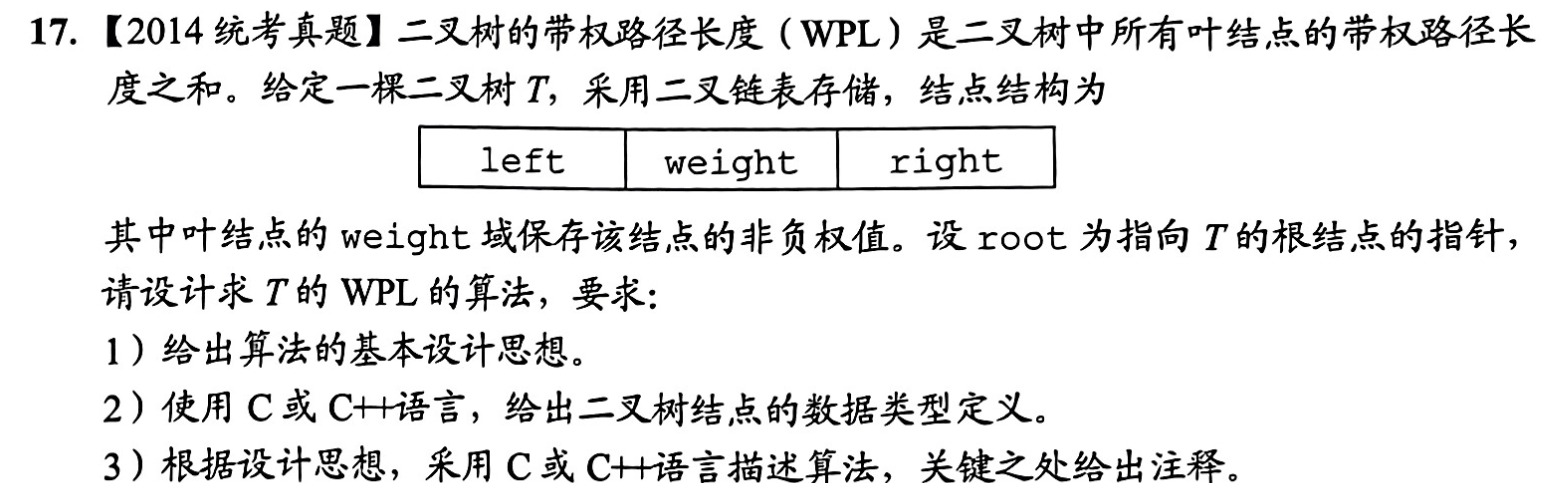 17.【2014 统考真题】二叉树的带权路径长度（WPL）是二叉树中所有叶结点的带权路径长
度之和。给定一棵二叉树 T，采用二叉链表存储，结点结构为
left weight right
其中叶结点的 weight 域保存该结点的非负权值。设 root 为指向 T 的根结点的指针，
请设计求 T 的 WPL 的算法，要求：
1）给出算法的基本设计思想。
2）使用 C 或 C++语言，给出二叉树结点的数据类型定义。
3）根据设计思想，采用 C 或 C++语言描述算法，关键之处给出注释。